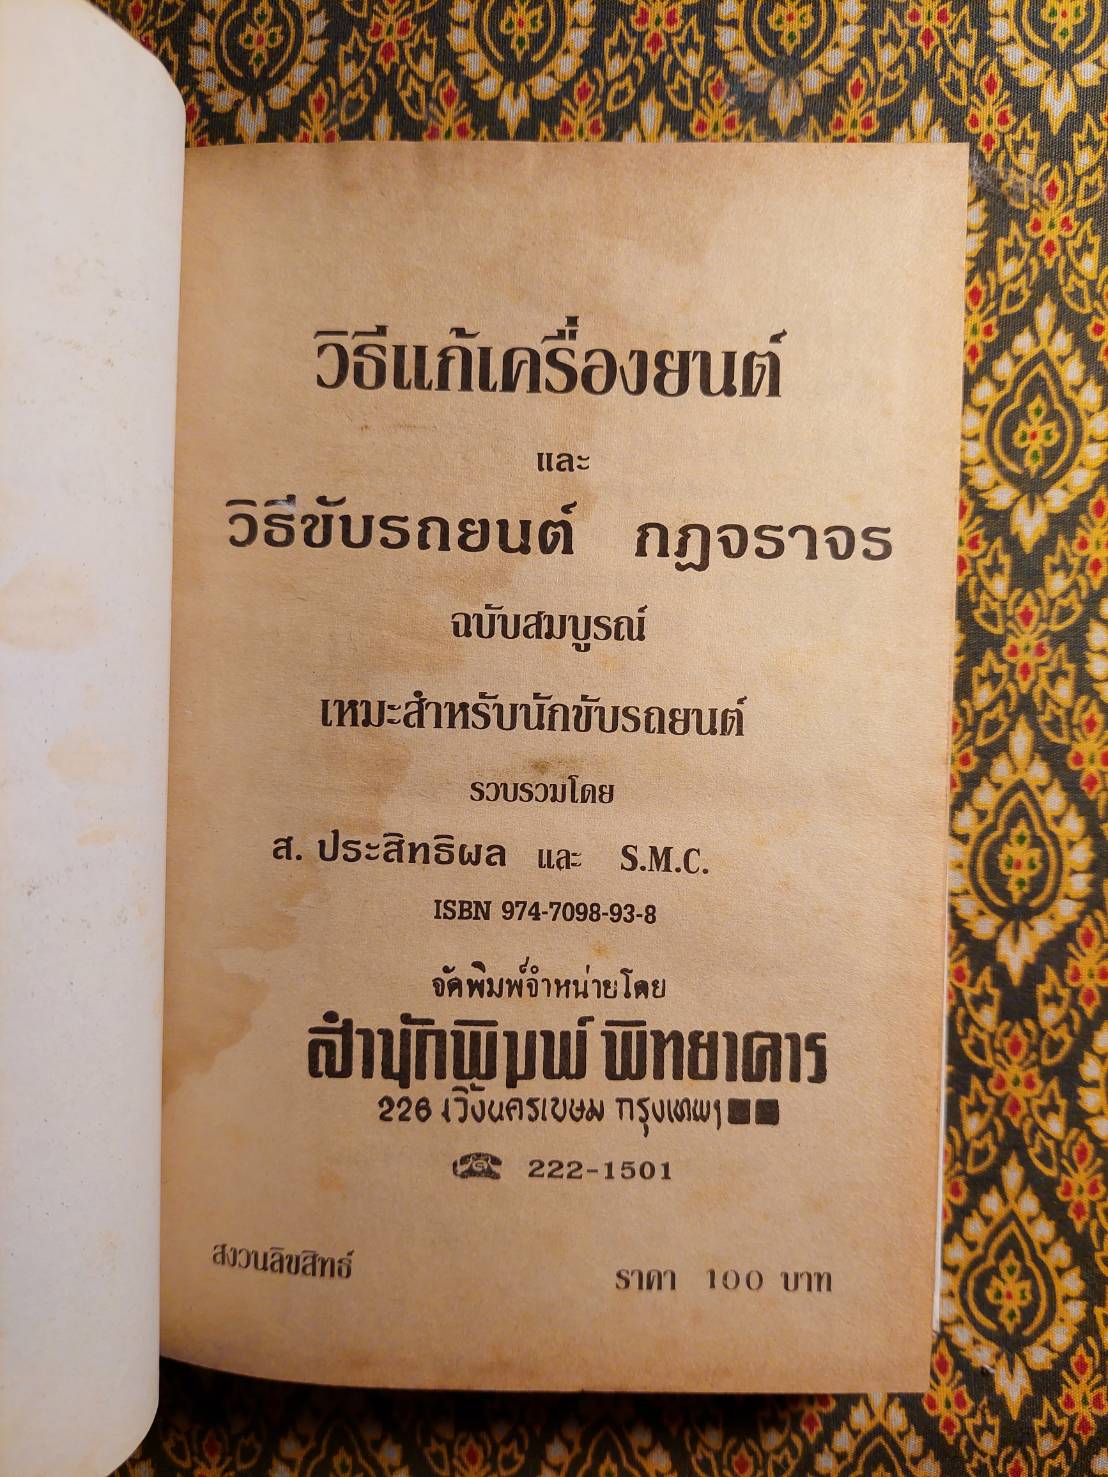 วิธีแก้เครื่องยนต์
และ
วิธีขับรถยนต์ กฎจราจร
ฉบับสมบูรณ์
เหมะสำหรับนักขับรถยนต์
รวบรวมโดย
ส. ประสิทธิผล และ S.M.C.
ISBN 974-7098-93-8
จัดพิมพ์จำหน่ายโดย
สำนักพิมพ์ พิทยาคาร
226 เวิ้งนครเขษม กรุงเทพฯ
222-1501
สงวนลิขสิทธ์
ราคา 100 บาท